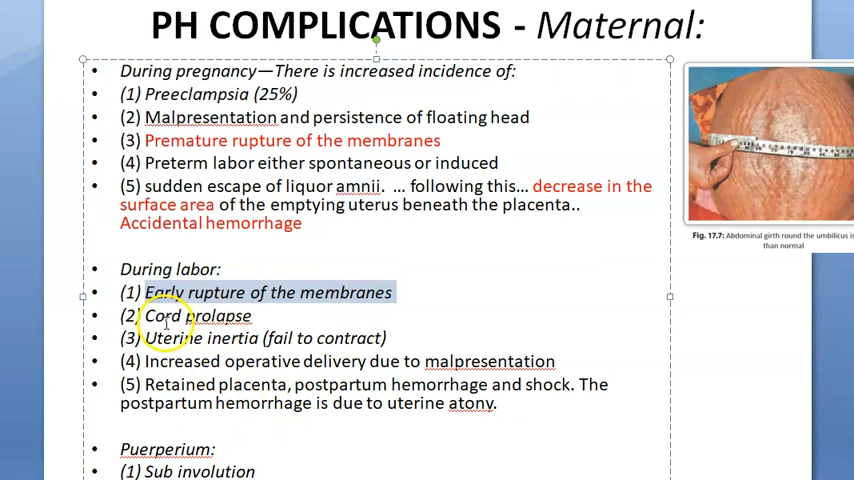 PH COMPLICATIONS - Maternal:
• During pregnancy—There is increased incidence of:
• (1) Preeclampsia (25%)
• (2) Malpresentation and persistence of floating head
• (3) Premature rupture of the membranes
• (4) Preterm labor either spontaneous or induced
• (5) sudden escape of liquor amnii. … following this… decrease in the
surface area of the emptying uterus beneath the placenta..
Accidental hemorrhage
• During labor:
• (1) Early rupture of the membranes
• (2) Cord prolapse
• (3) Uterine inertia (fail to contract)
• (4) Increased operative delivery due to malpresentation
• (5) Retained placenta, postpartum hemorrhage and shock. The
postpartum hemorrhage is due to uterine atony.
• Puerperium:
• (1) Sub involution
Fig. 17.7: Abdominal girth round the umbilicus is
than normal